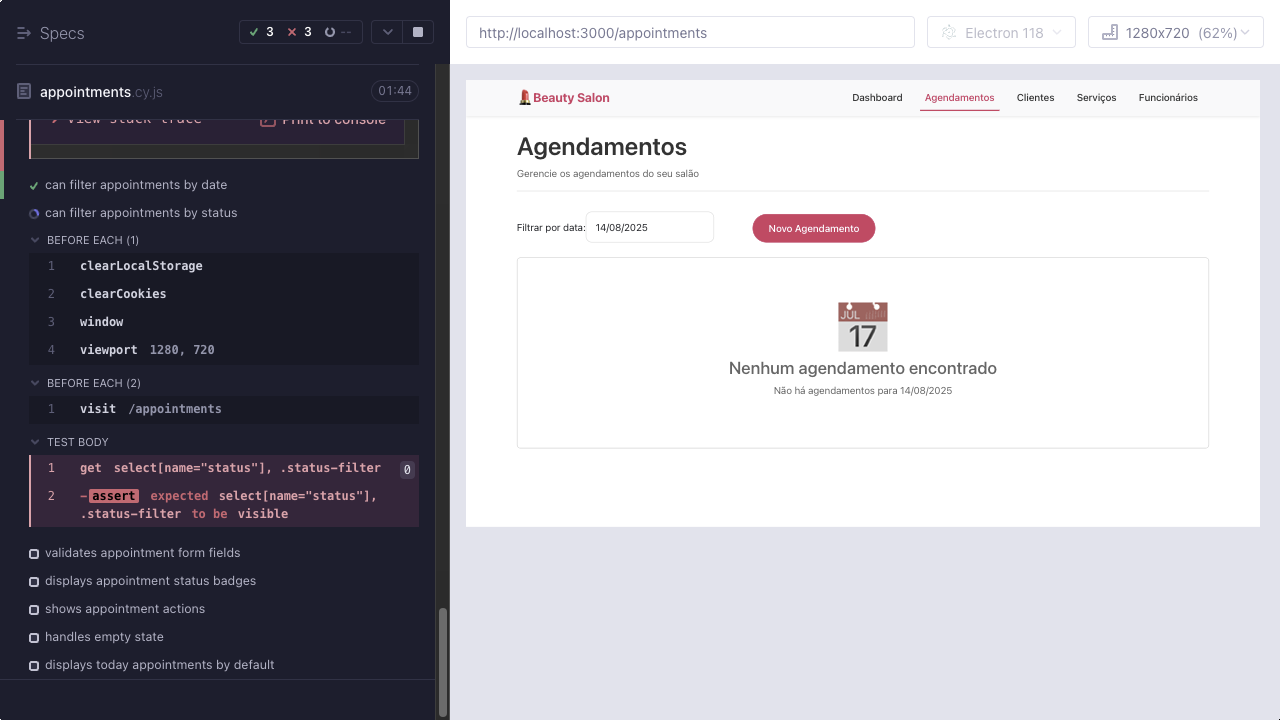 Specs
3
3
--
appointments.cy.js
01:44
View stack trace
Print to console
can filter appointments by date
can filter appointments by status
BEFORE EACH (1)
1 clearLocalStorage
2 clearCookies
3 window
4 viewport 1280, 720
BEFORE EACH (2)
1 visit /appointments
TEST BODY
1 get select[name="status"], .status-filter 0
2 -assert expected select[name="status"],
.status-filter to be visible
validates appointment form fields
displays appointment status badges
shows appointment actions
handles empty state
displays today appointments by default
http://localhost:3000/appointments
Electron 118
1280x720 (62%)
Beauty Salon
Dashboard
Agendamentos
Clientes
Serviços
Funcionários
Agendamentos
Gerencie os agendamentos do seu salão
Filtrar por data: 14/08/2025
Novo Agendamento
JUL
17
Nenhum agendamento encontrado
Não há agendamentos para 14/08/2025